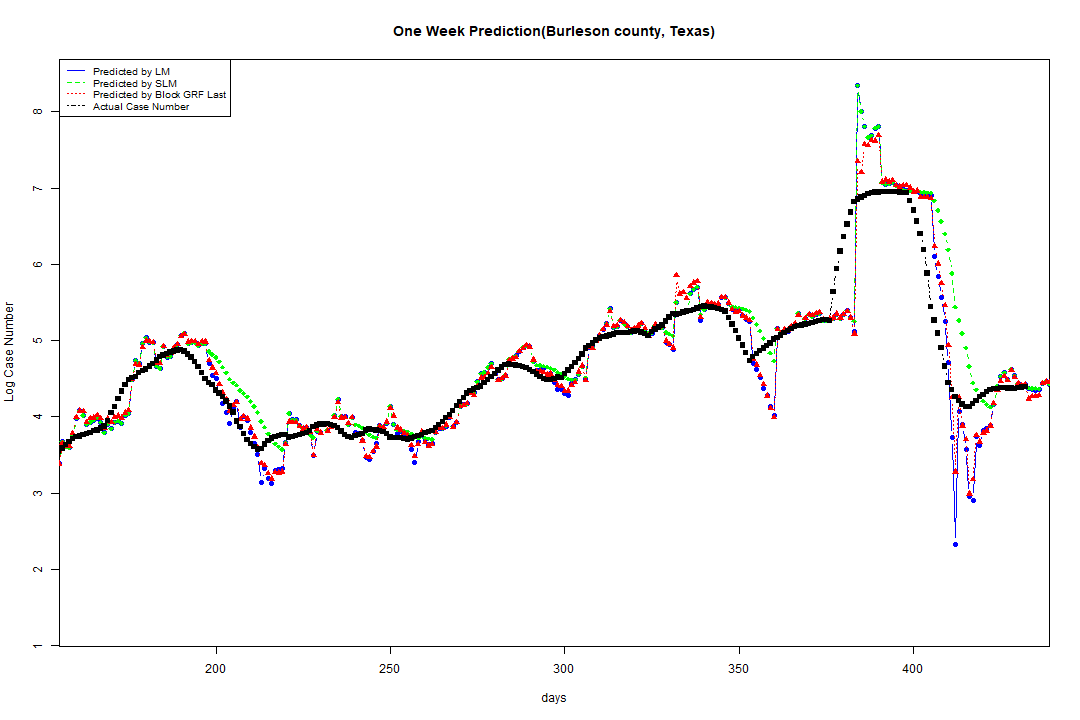 One Week Prediction(Burleson county, Texas)
Predicted by LM
Predicted by SLM
Predicted by Block GRF Last
Actual Case Number
8
7
6
5
4
3
2
1
Log Case Number
200
250
300
350
400
days